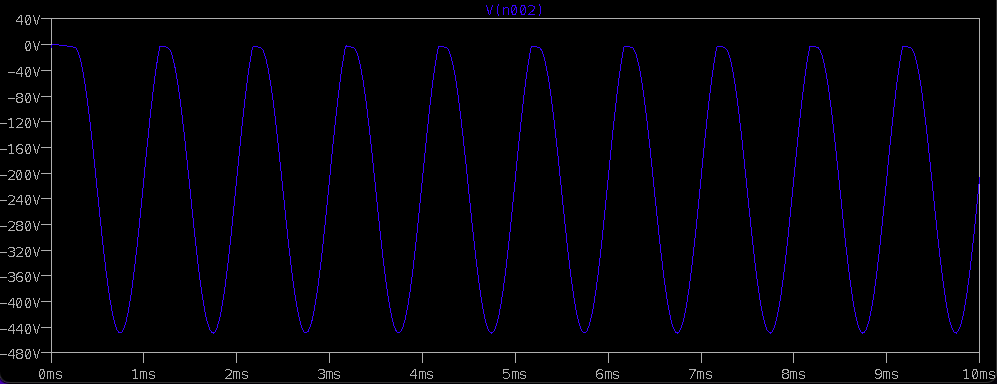 V(n002)
40V
0V
-40V
-80V
-120V
-160V
-200V
-240V
-280V
-320V
-360V
-400V
-440V
-480V
0ms 1ms 2ms 3ms 4ms 5ms 6ms 7ms 8ms 9ms 10ms